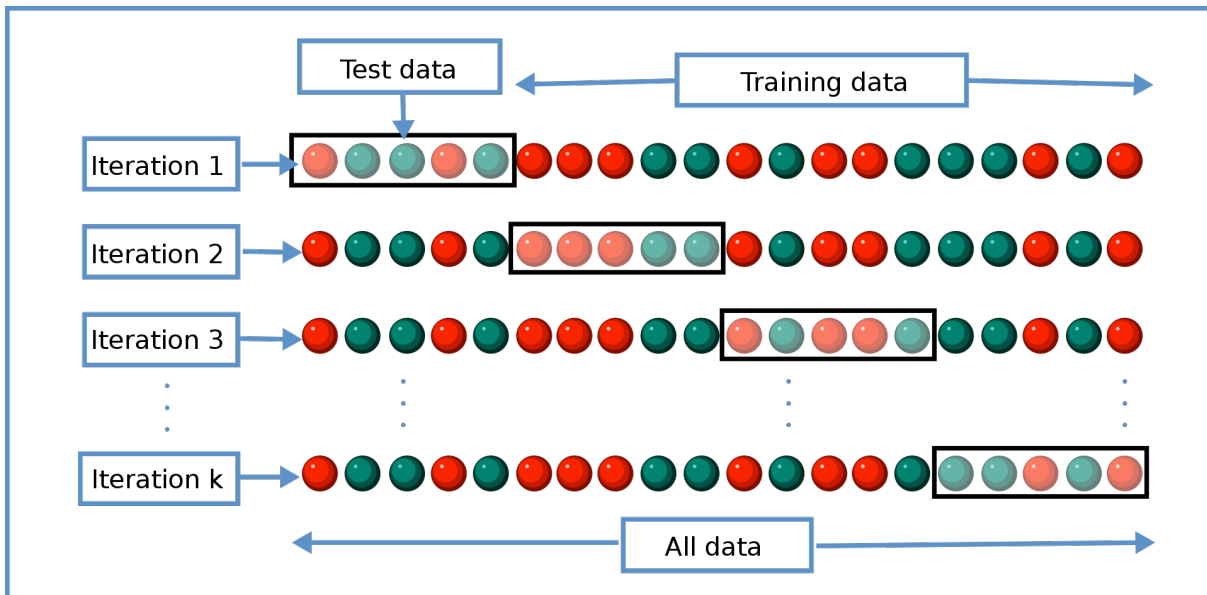 Test data
Training data
Iteration 1
Iteration 2
Iteration 3
Iteration k
All data